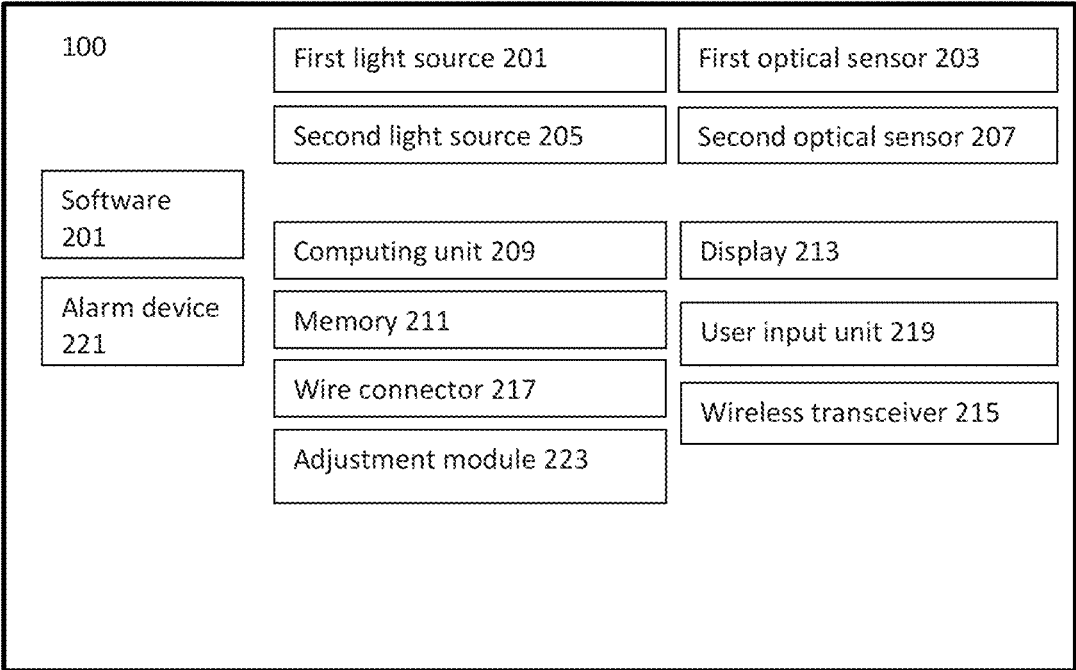 100
First light source 201
First optical sensor 203
Second light source 205
Second optical sensor 207
Software
201
Computing unit 209
Display 213
Alarm device
221
Memory 211
User input unit 219
Wire connector 217
Wireless transceiver 215
Adjustment module 223